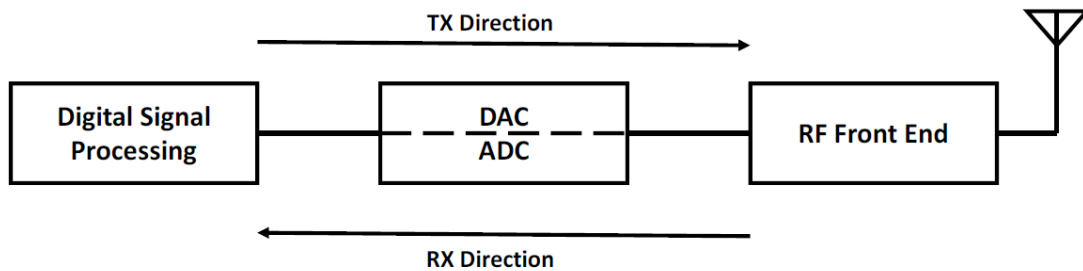 TX Direction
Digital Signal
Processing
DAC
ADC
RF Front End
RX Direction